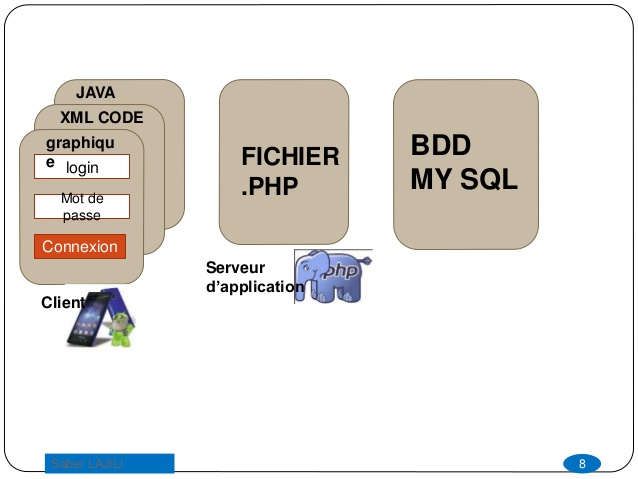 JAVA
XML CODE
graphiqu
e
login
Mot de
passe
Connexion
Client
FICHIER
.PHP
Serveur
d'application
php
BDD
MY SQL
Saber LAJILI
8